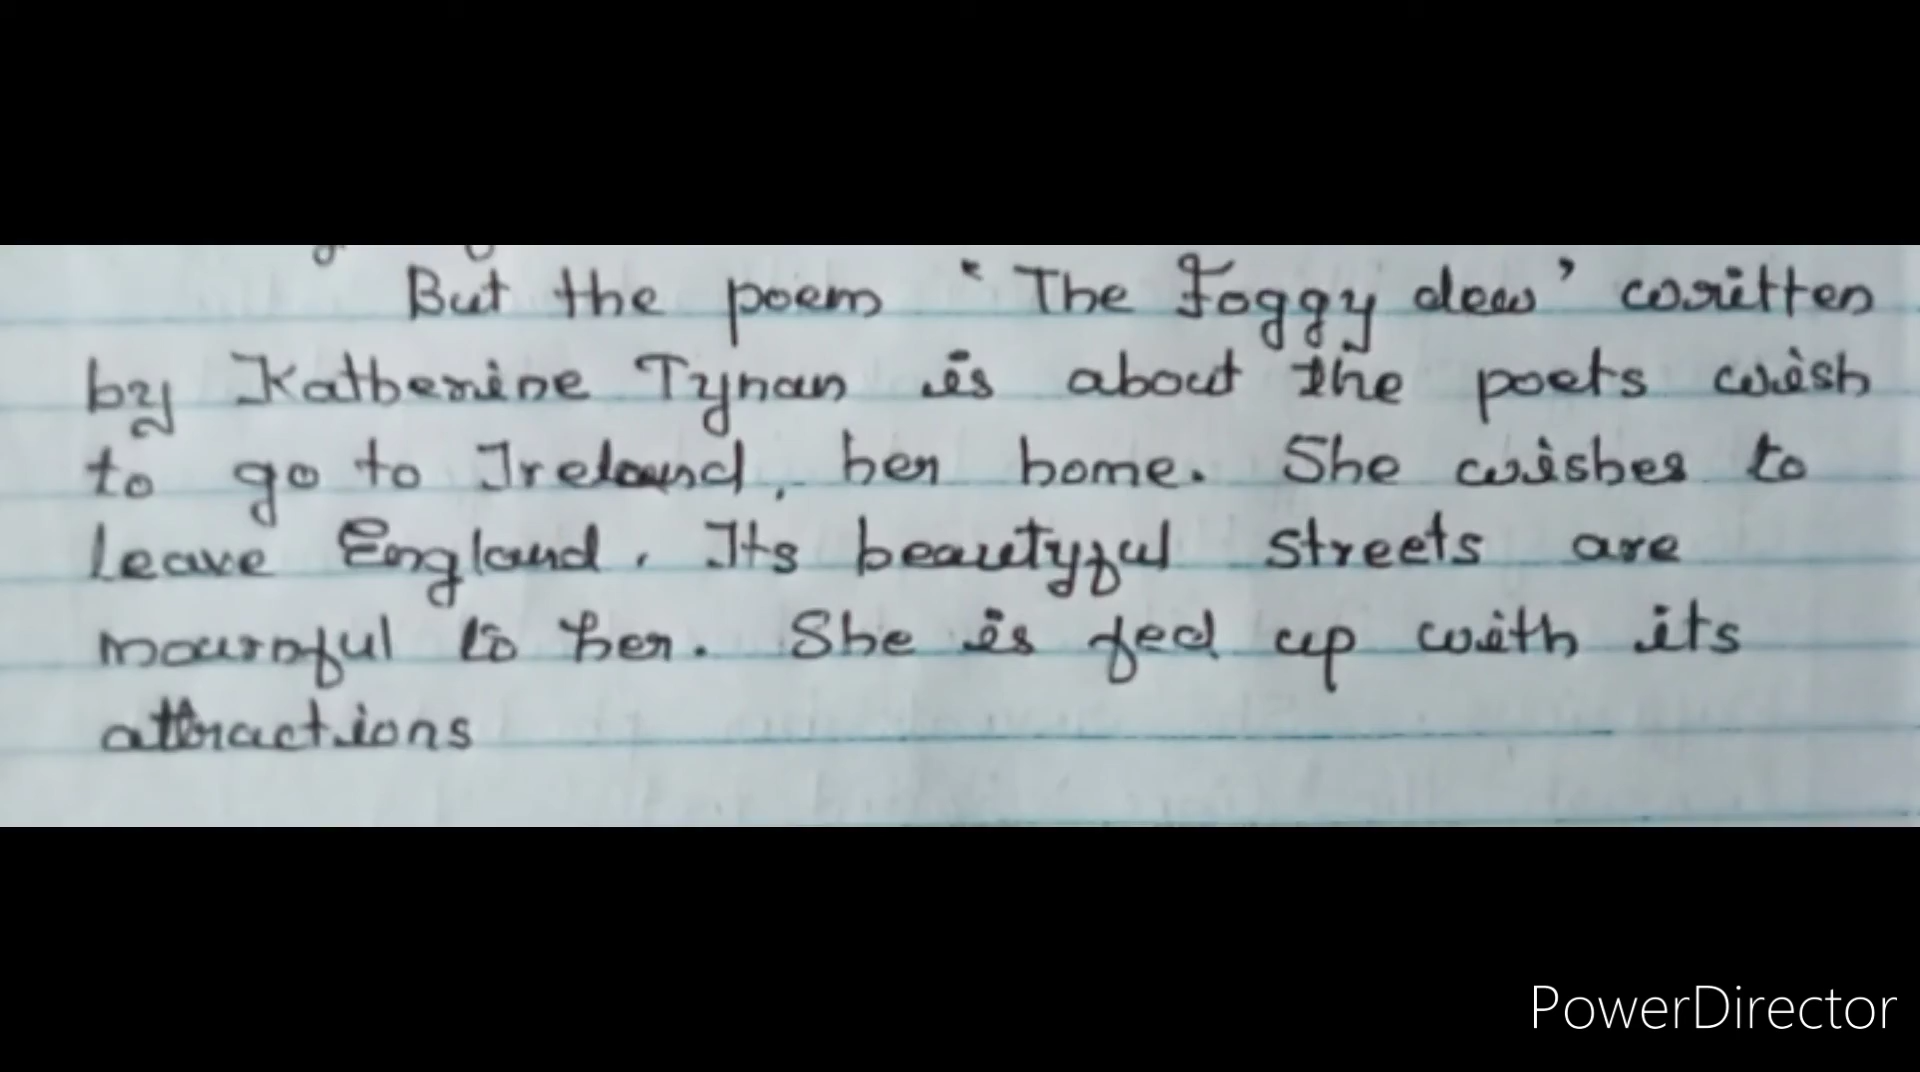 But the poem ‘The Foggy dew’ written
by Katherine Tynan is about the poets wish
to go to Ireland, her home. She wishes to
leave England. Its beautyful streets are
mournful to her. She is fed up with its
attractions
PowerDirector